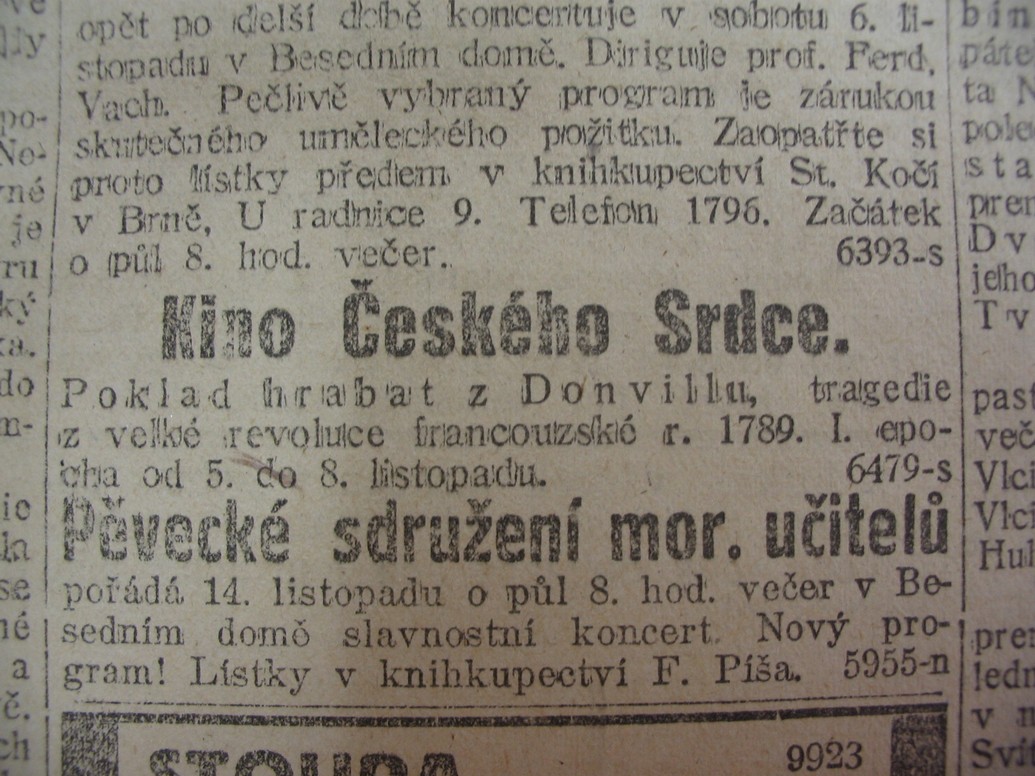 opět po delší době koncertuje v sobotu 6. li-
stopadu v Besedním domě. Diriguje prof. Ferd.
Vach. Pečlivě vybraný program je zárukou
skutečného uměleckého požitku. Zaopatřte si
proto lístky předem v knihkupectví St. Kočí
v Brně, U radnice 9. Telefon 1796. Začátek
o půl 8. hod. večer. 6393-s
Kino Českého Srdce.
Poklad hrabat z Donvillu, tragedie
z velké revoluce francouzské r. 1789. I. epo-
cha od 5. do 8. listopadu. 6479-s
Pěvecké sdružení mor. učitelů
pořádá 14. listopadu o půl 8. hod. večer v Be-
sedním domě slavnostní koncert. Nový pro-
gram! Lístky v knihkupectví F. Píša. 5955-n
9923